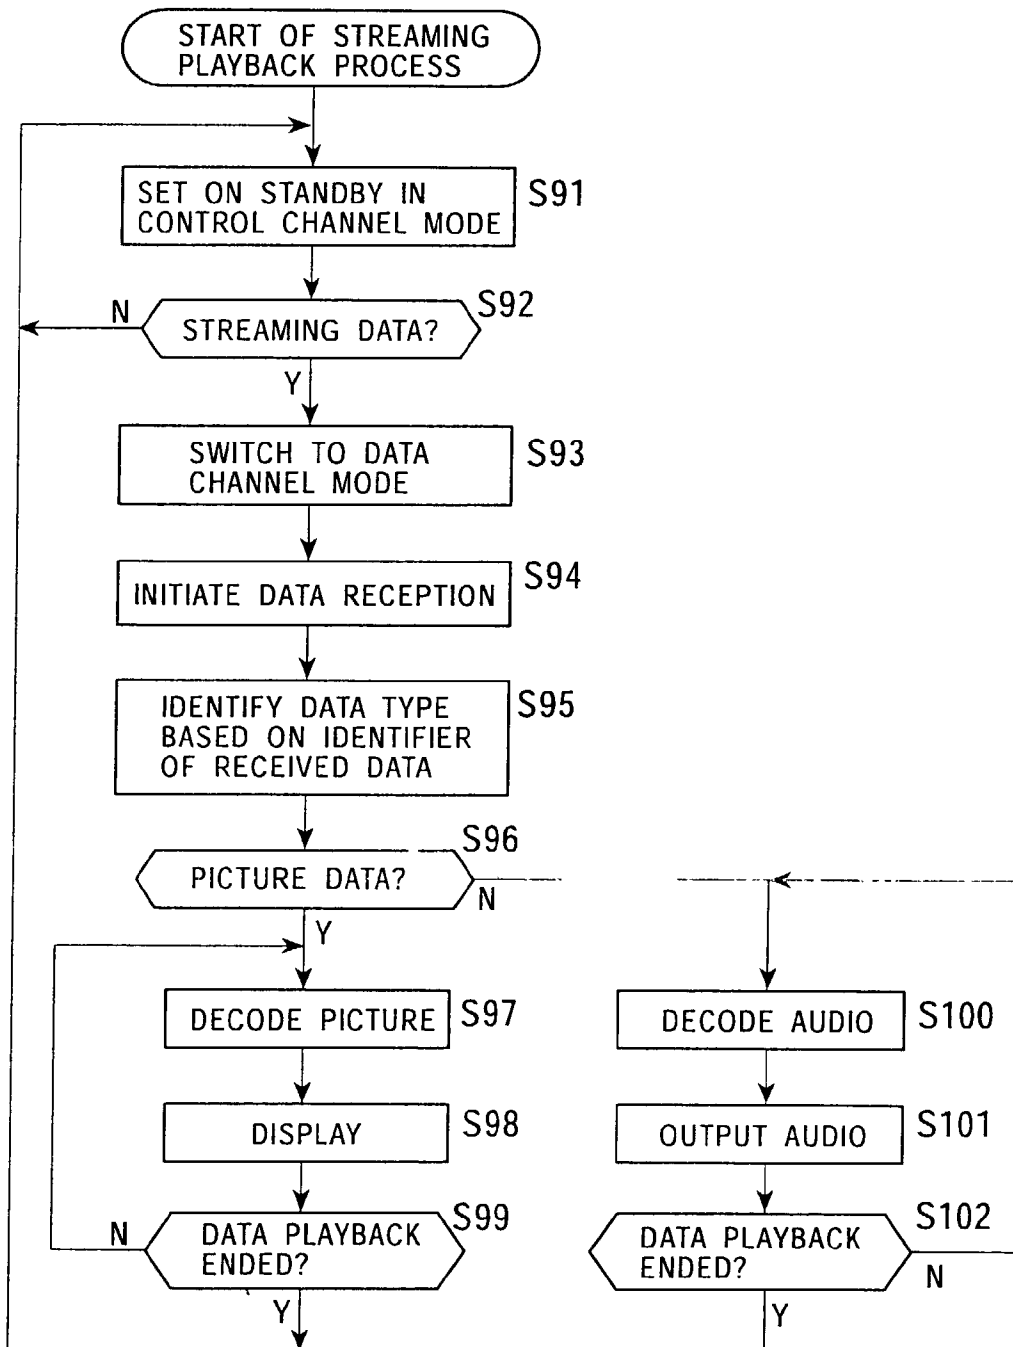 START OF STREAMING
PLAYBACK PROCESS
SET ON STANDBY IN
CONTROL CHANNEL MODE
S91
N
STREAMING DATA?
S92
Y
SWITCH TO DATA
CHANNEL MODE
S93
INITIATE DATA RECEPTION
S94
IDENTIFY DATA TYPE
BASED ON IDENTIFIER
OF RECEIVED DATA
S95
PICTURE DATA?
S96
N
Y
DECODE PICTURE
S97
DECODE AUDIO
S100
DISPLAY
S98
OUTPUT AUDIO
S101
N
DATA PLAYBACK
ENDED?
S99
Y
DATA PLAYBACK
ENDED?
S102
N
Y